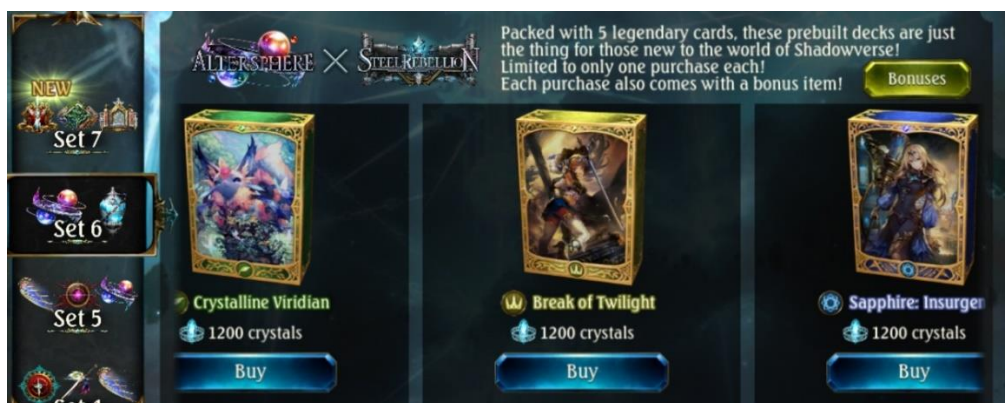 ALTERSPHERE × STEEL REBELLION
Packed with 5 legendary cards, these prebuilt decks are just
the thing for those new to the world of Shadowverse!
Limited to only one purchase each!
Each purchase also comes with a bonus item!
Bonuses
NEW
Set 7
Set 6
Set 5
Crystalline Viridian
1200 crystals
Buy
Break of Twilight
1200 crystals
Buy
Sapphire: Insurgen
1200 crystals
Buy